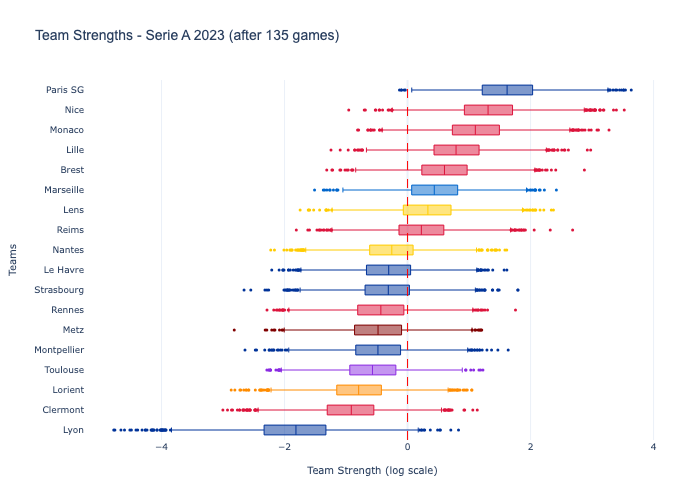 Team Strengths - Serie A 2023 (after 135 games)
Paris SG
Nice
Monaco
Lille
Brest
Marseille
Lens
Reims
Nantes
Le Havre
Strasbourg
Rennes
Metz
Montpellier
Toulouse
Lorient
Clermont
Lyon
Teams
−4 −2 0 2 4
Team Strength (log scale)